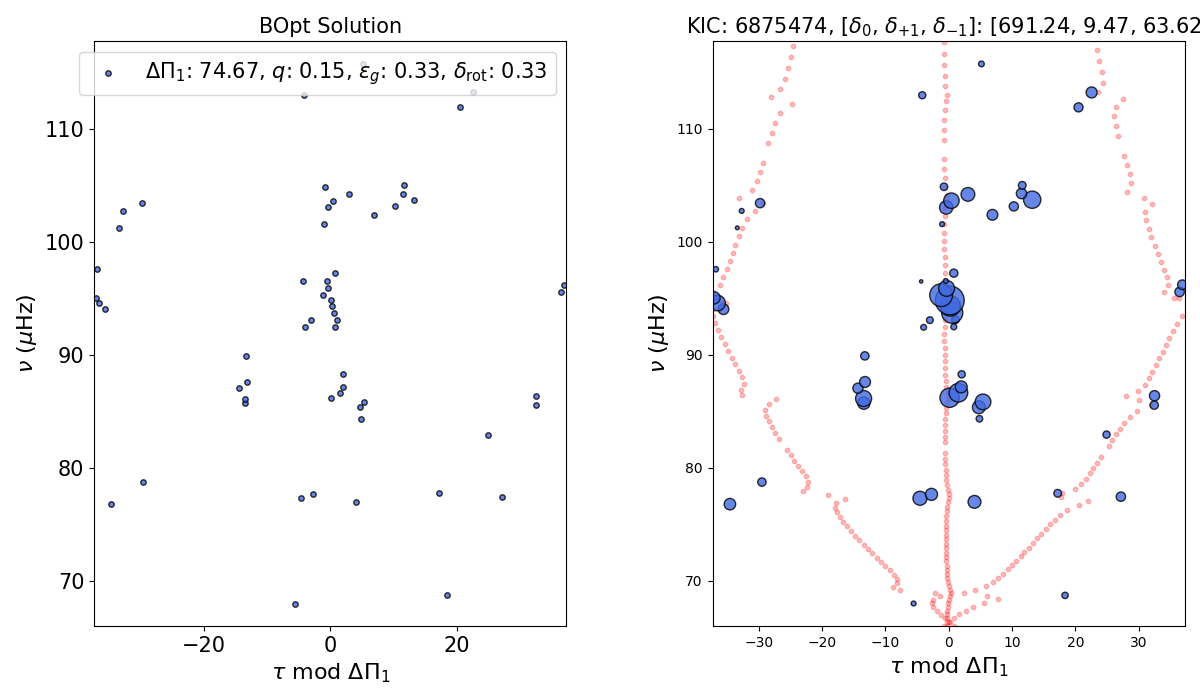 BOpt Solution
KIC: 6875474, [δ₀, δ₊₁, δ₋₁]: [691.24, 9.47, 63.62
ΔΠ₁: 74.67, q: 0.15, ε_g: 0.33, δ_rot: 0.33
110
100
90
80
70
ν (μHz)
−20 0 20
τ mod ΔΠ₁
110
100
90
80
70
ν (μHz)
−30 −20 −10 0 10 20 30
τ mod ΔΠ₁